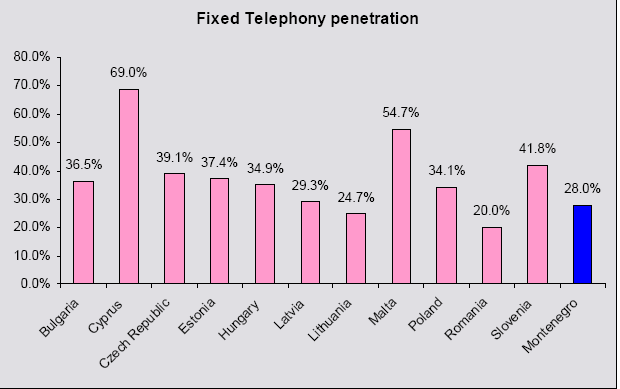 Fixed Telephony penetration
80.0%
70.0%
60.0%
50.0%
40.0%
30.0%
20.0%
10.0%
0.0%
36.5%
69.0%
39.1%
37.4%
34.9%
29.3%
24.7%
54.7%
34.1%
20.0%
41.8%
28.0%
Bulgaria
Cyprus
Czech Republic
Estonia
Hungary
Latvia
Lithuania
Malta
Poland
Romania
Slovenia
Montenegro